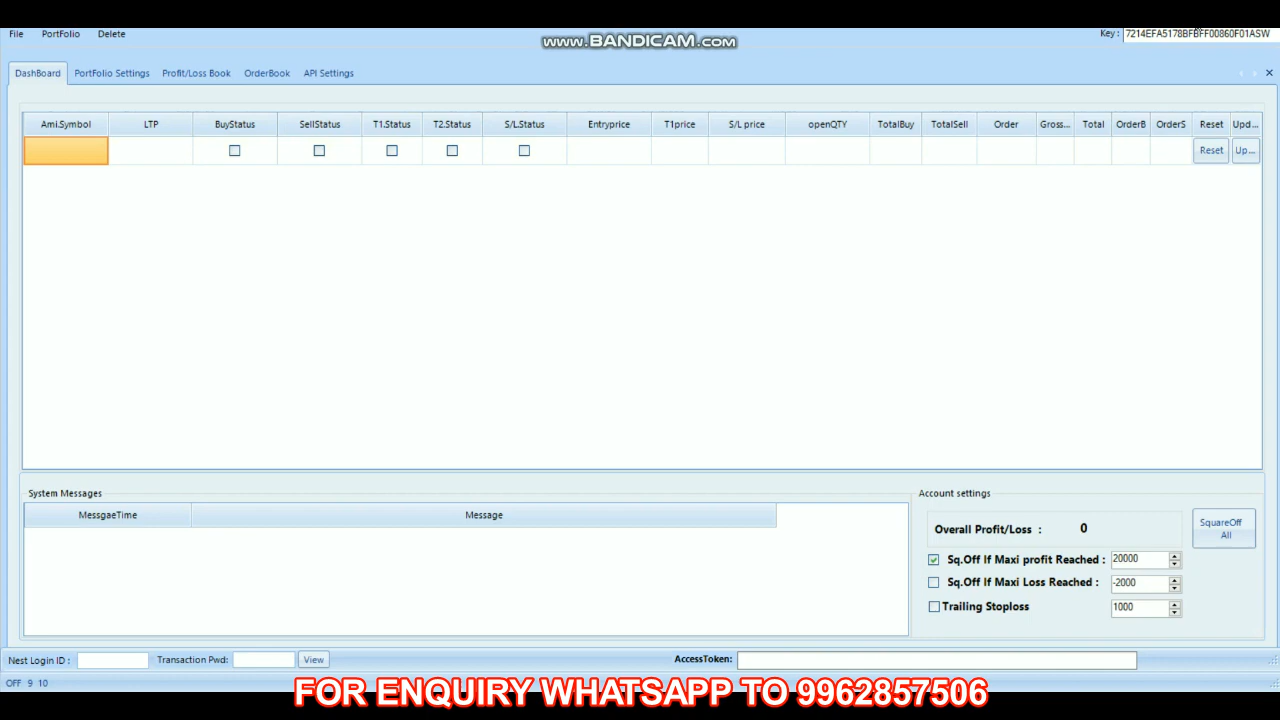 File PortFolio Delete
www.BANDICAM.com
Key : 7214EFA5178BFBFF00860F01ASW
DashBoard PortFolio Settings Profit/Loss Book OrderBook API Settings
Ami.Symbol LTP BuyStatus SellStatus T1.Status T2.Status S/L.Status Entryprice T1price S/L price openQTY TotalBuy TotalSell Order Gross... Total OrderB OrderS Reset Upd...
Reset Up...
System Messages
MessgaeTime Message
Account settings
Overall Profit/Loss : 0
SquareOff
All
Sq.Off If Maxi profit Reached : 20000
Sq.Off If Maxi Loss Reached : -2000
Trailing Stoploss 1000
Nest Login ID : Transaction Pwd: View AccessToken:
OFF 9 10
FOR ENQUIRY WHATSAPP TO 9962857506